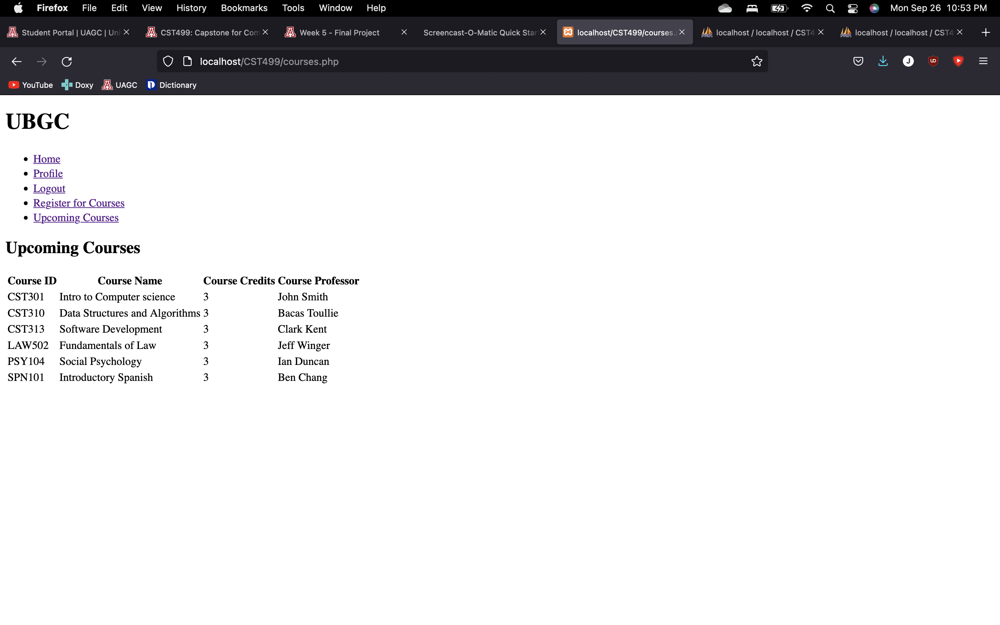 Firefox File Edit View History Bookmarks Tools Window Help Mon Sep 26 10:53 PM
Student Portal | UAGC | Uni CST499: Capstone for Com Week 5 - Final Project Screencast-O-Matic Quick Star localhost/CST499/courses. localhost / localhost / CST4 localhost / localhost / CST4
localhost/CST499/courses.php J UD
YouTube Doxy UAGC Dictionary
UBGC
• Home
• Profile
• Logout
• Register for Courses
• Upcoming Courses
Upcoming Courses
Course ID Course Name Course Credits Course Professor
CST301 Intro to Computer science 3 John Smith
CST310 Data Structures and Algorithms 3 Bacas Toullie
CST313 Software Development 3 Clark Kent
LAW502 Fundamentals of Law 3 Jeff Winger
PSY104 Social Psychology 3 Ian Duncan
SPN101 Introductory Spanish 3 Ben Chang